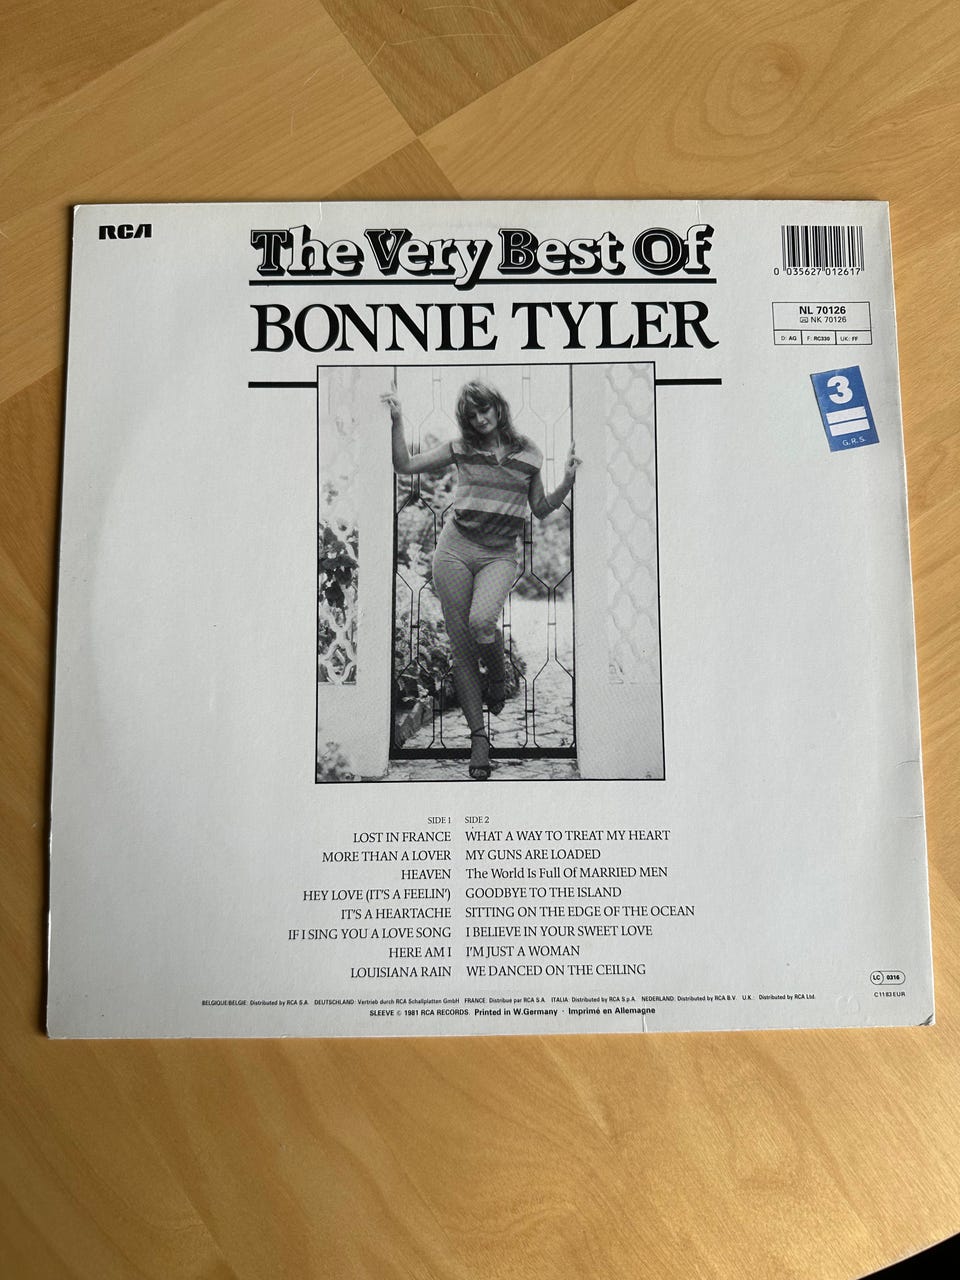 RCA
The Very Best Of
BONNIE TYLER
0 035627 012617
NL 70126
NK 70126
D: AG F: RC330 UK: FF
3
G.R.S.
SIDE 1 SIDE 2
LOST IN FRANCE WHAT A WAY TO TREAT MY HEART
MORE THAN A LOVER MY GUNS ARE LOADED
HEAVEN The World Is Full Of MARRIED MEN
HEY LOVE (IT'S A FEELIN') GOODBYE TO THE ISLAND
IT'S A HEARTACHE SITTING ON THE EDGE OF THE OCEAN
IF I SING YOU A LOVE SONG I BELIEVE IN YOUR SWEET LOVE
HERE AM I I'M JUST A WOMAN
LOUISIANA RAIN WE DANCED ON THE CEILING
LC 0316
C1183EUR
BELGIQUE/BELGIË: Distributed by RCA S.A. DEUTSCHLAND: Vertrieb durch RCA Schallplatten GmbH FRANCE: Distribué par RCA S.A. ITALIA: Distributed by RCA S.p.A. NEDERLAND: Distributed by RCA B.V. U.K.: Distributed by RCA Ltd.
SLEEVE © 1981 RCA RECORDS. Printed in W.Germany · Imprimé en Allemagne